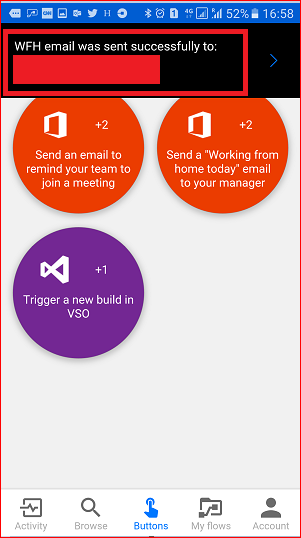 52% 16:58
WFH email was sent successfully to:
+2
Send an email to
remind your team to
join a meeting
+2
Send a "Working from
home today" email
to your manager
+1
Trigger a new build in
VSO
Activity Browse Buttons My flows Account